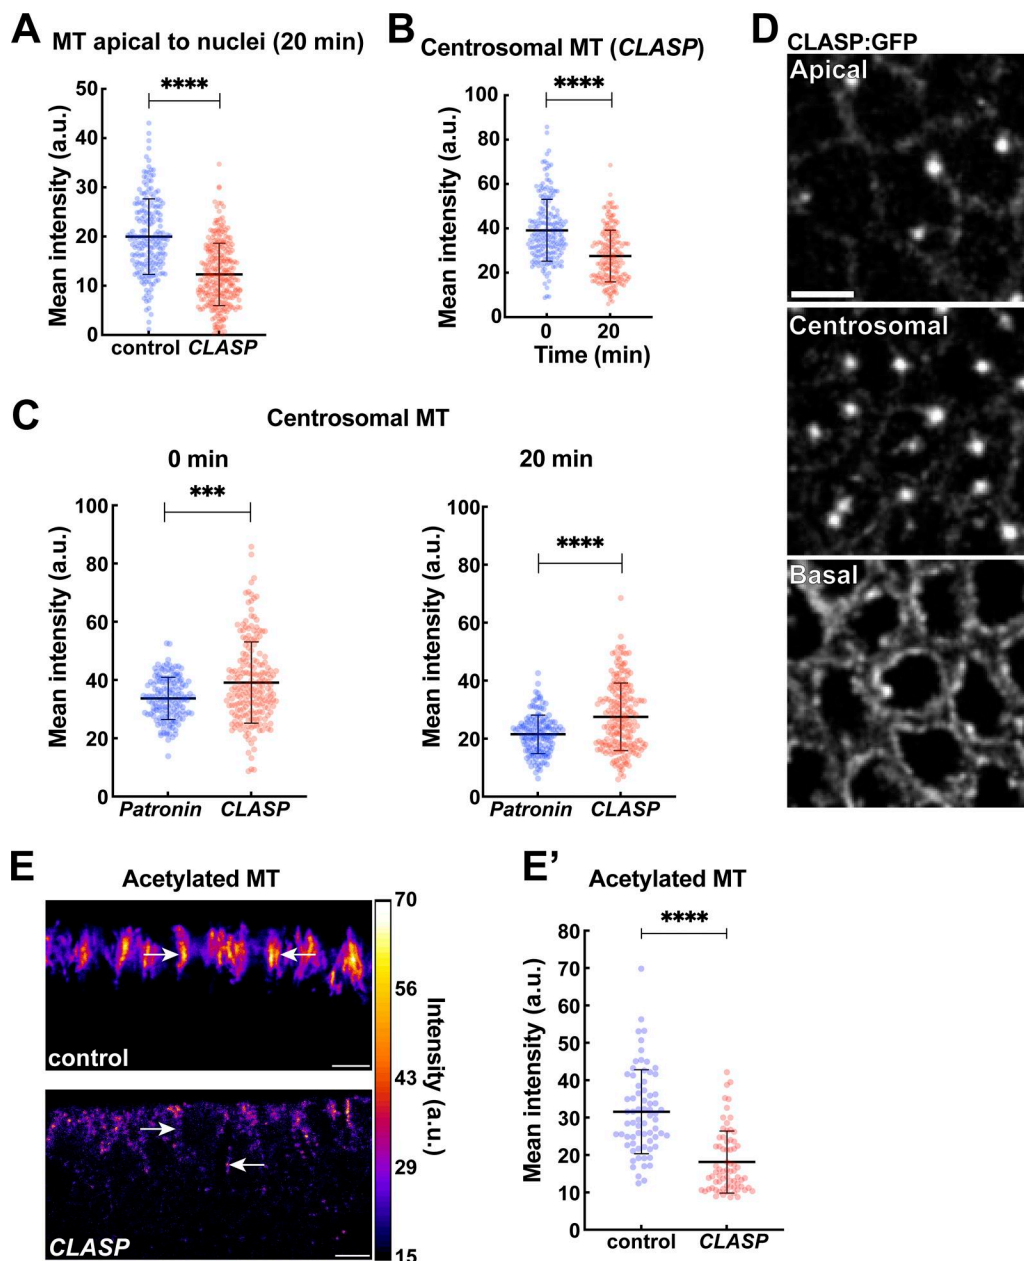 A
MT apical to nuclei (20 min)
****
Mean intensity (a.u.)
50
40
30
20
10
0
control CLASP
B
Centrosomal MT (CLASP)
****
Mean intensity (a.u.)
100
80
60
40
20
0
0 20
Time (min)
C
Centrosomal MT
0 min
***
Mean intensity (a.u.)
100
80
60
40
20
0
Patronin CLASP
20 min
****
Mean intensity (a.u.)
100
80
60
40
20
0
Patronin CLASP
D
CLASP:GFP
Apical
Centrosomal
Basal
E
Acetylated MT
control
CLASP
70
56
43
29
15
Intensity (a.u.)
E’
Acetylated MT
****
Mean intensity (a.u.)
80
70
60
50
40
30
20
10
0
control CLASP